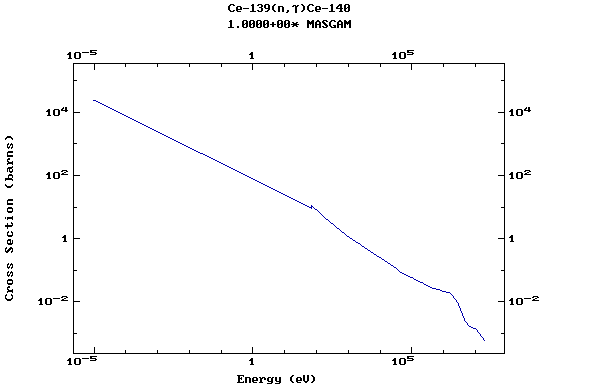 Ce-139(n,γ)Ce-140
1.0000+00* MASGAM
10⁻⁵ 1 10⁵
10⁴ 10⁴
10² 10²
1 1
10⁻² 10⁻²
10⁻⁵ 1 10⁵
Cross Section (barns)
Energy (eV)